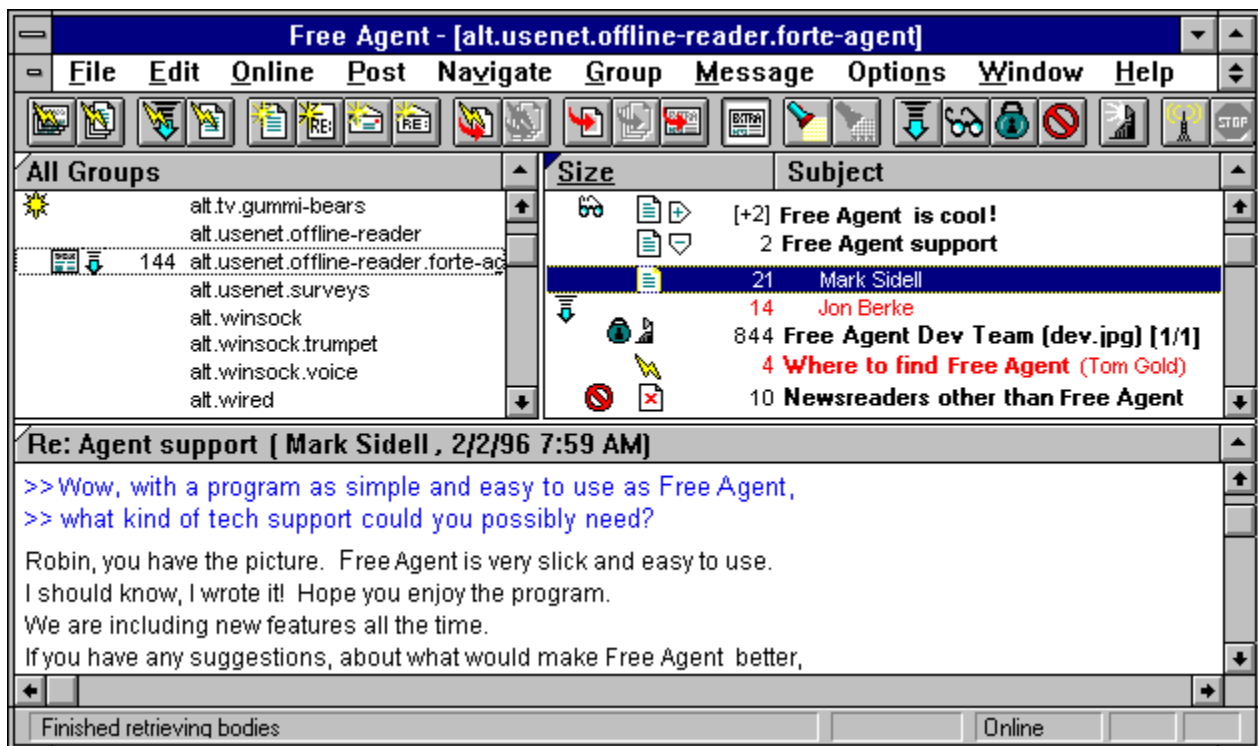 Free Agent - [alt.usenet.offline-reader.forte-agent]
File Edit Online Post Navigate Group Message Options Window Help
RE: RE: EXTRA STOP
All Groups
Size Subject
alt.tv.gummi-bears
alt.usenet.offline-reader
144 alt.usenet.offline-reader.forte-ag
alt.usenet.surveys
alt.winsock
alt.winsock.trumpet
alt.winsock.voice
alt.wired
[+2] Free Agent is cool!
2 Free Agent support
21 Mark Sidell
14 Jon Berke
844 Free Agent Dev Team (dev.jpg) [1/1]
4 Where to find Free Agent (Tom Gold)
10 Newsreaders other than Free Agent
Re: Agent support ( Mark Sidell , 2/2/96 7:59 AM)
>>Wow, with a program as simple and easy to use as Free Agent,
>> what kind of tech support could you possibly need?
Robin, you have the picture. Free Agent is very slick and easy to use.
I should know, I wrote it! Hope you enjoy the program.
We are including new features all the time.
If you have any suggestions, about what would make Free Agent better,
Finished retrieving bodies
Online